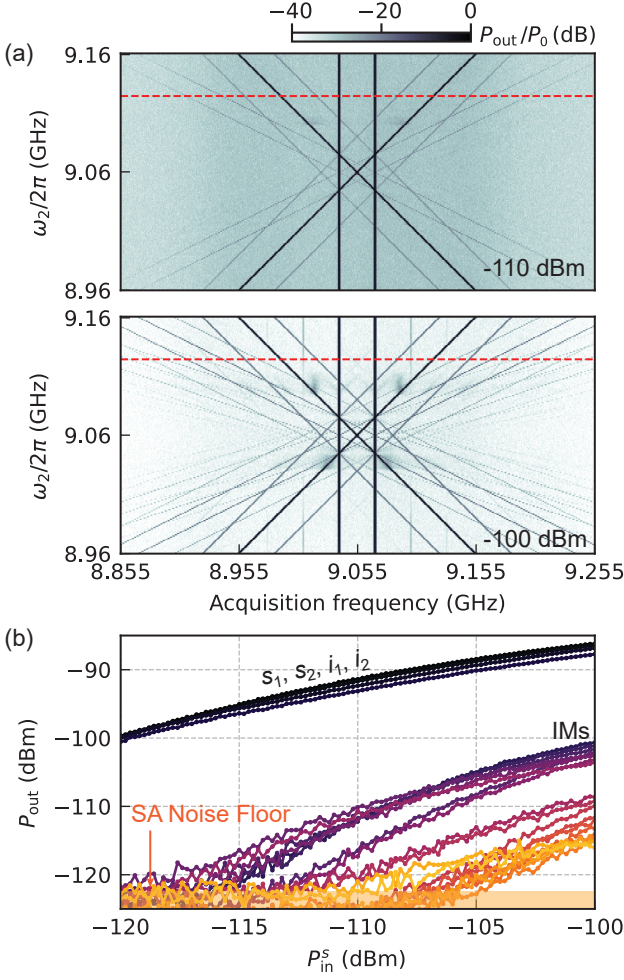 −40 −20 0
P_out/P_0 (dB)
(a)
9.16
9.06
8.96
ω_2/2π (GHz)
-110 dBm
9.16
9.06
8.96
ω_2/2π (GHz)
-100 dBm
8.855 8.955 9.055 9.155 9.255
Acquisition frequency (GHz)
(b)
−90
−100
−110
−120
P_out (dBm)
s_1, s_2, i_1, i_2
IMs
SA Noise Floor
−120 −115 −110 −105 −100
P_in^s (dBm)